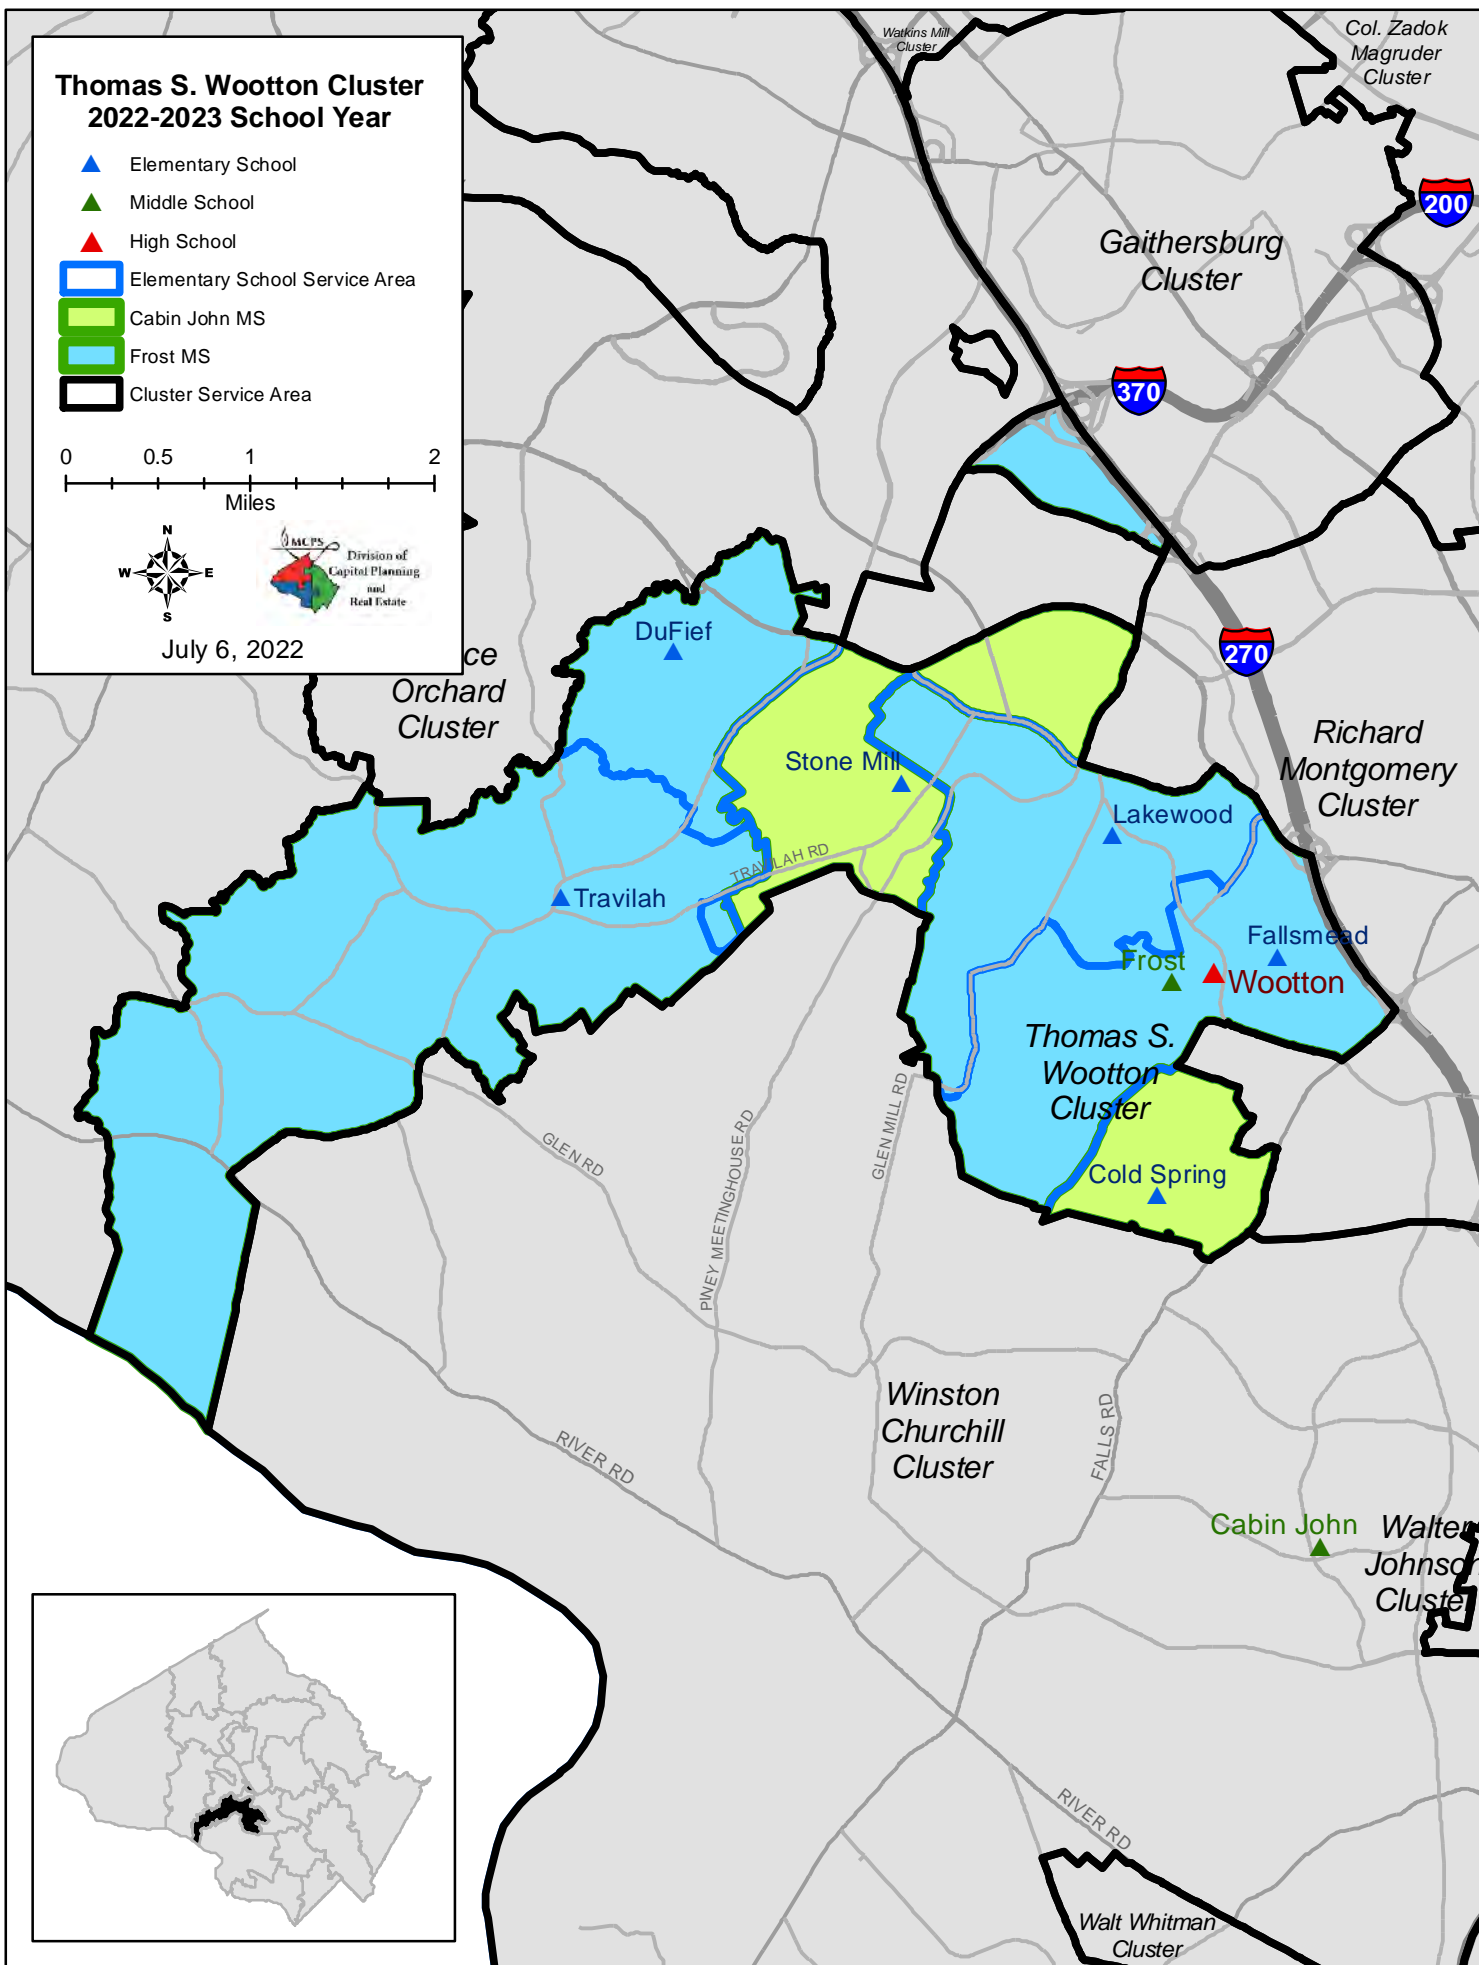 Thomas S. Wootton Cluster
2022-2023 School Year
Elementary School
Middle School
High School
Elementary School Service Area
Cabin John MS
Frost MS
Cluster Service Area
0 0.5 1 2
Miles
N
W E
S
MCPS
Division of
Capital Planning
and
Real Estate
July 6, 2022
Watkins Mill
Cluster
Col. Zadok
Magruder
Cluster
200
Gaithersburg
Cluster
370
270
DuFief
ce
Orchard
Cluster
Richard
Montgomery
Cluster
Stone Mill
Lakewood
TRAVILAH RD
Travilah
Fallsmead
Frost
Wootton
Thomas S.
Wootton
Cluster
Cold Spring
GLEN RD
PINEY MEETINGHOUSE RD
GLEN MILL RD
Winston
Churchill
Cluster
FALLS RD
RIVER RD
Cabin John
Walter
Johnson
Cluster
RIVER RD
Walt Whitman
Cluster